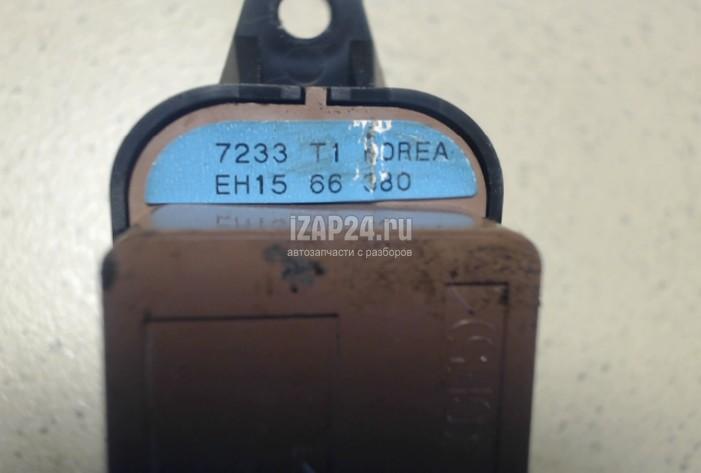 7233 T1 KOREA
EH15 66 380
iZAP24.ru
автозапчасти с разборов